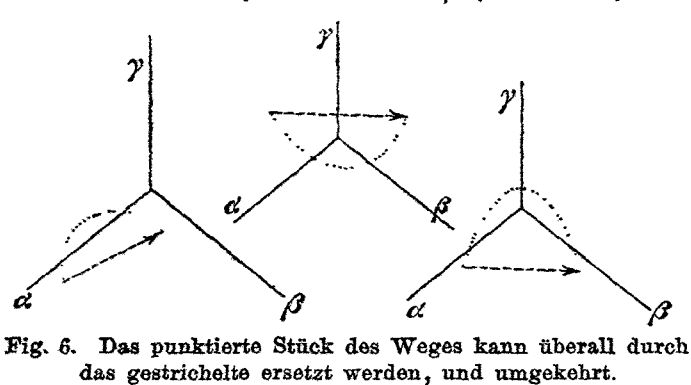 γ
γ
γ
α
β
α
β
α
β
Fig. 6. Das punktierte Stück des Weges kann überall durch
das gestrichelte ersetzt werden, und umgekehrt.